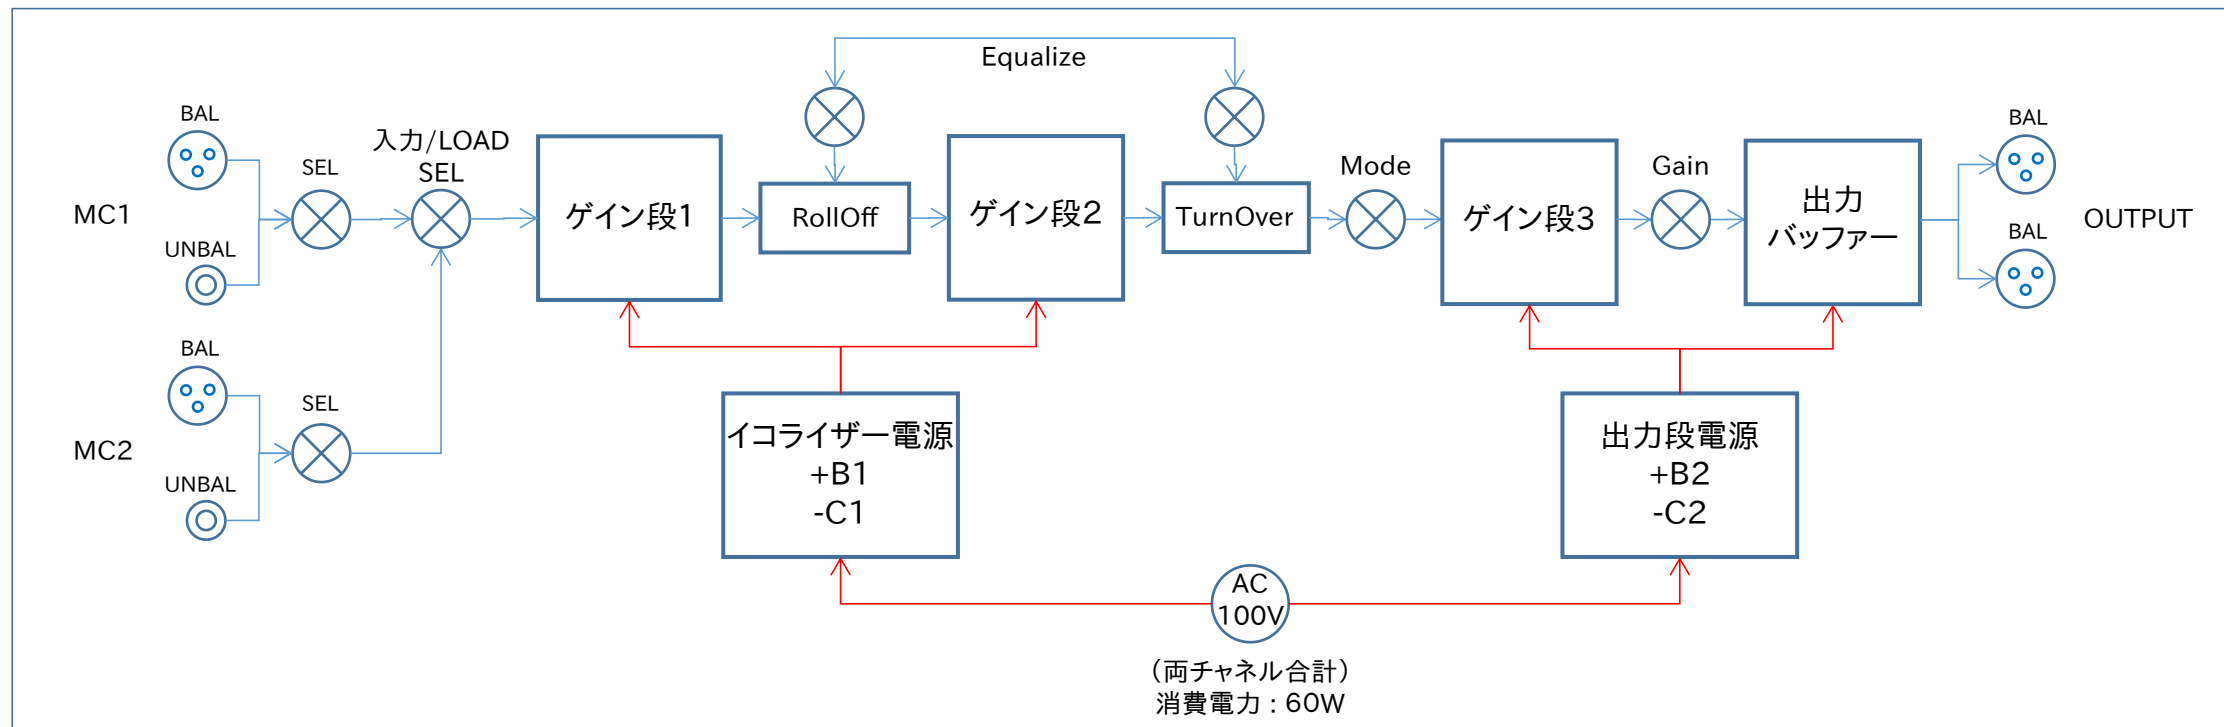 Equalize
BAL
SEL
入力/LOAD
SEL
MC1
UNBAL
ゲイン段1
RollOff
ゲイン段2
TurnOver
Mode
ゲイン段3
Gain
出力
バッファー
BAL
BAL
OUTPUT
BAL
SEL
MC2
UNBAL
イコライザー電源
+B1
-C1
出力段電源
+B2
-C2
AC
100V
（両チャネル合計）
消費電力：60W